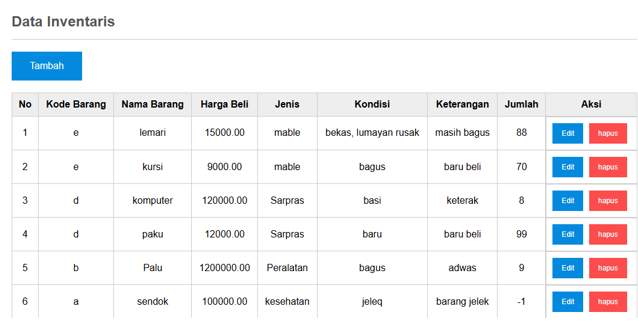 Data Inventaris
Tambah
No Kode Barang Nama Barang Harga Beli Jenis Kondisi Keterangan Jumlah Aksi
1 e lemari 15000.00 mable bekas, lumayan rusak masih bagus 88 Edit hapus
2 e kursi 9000.00 mable bagus baru beli 70 Edit hapus
3 d komputer 120000.00 Sarpras basi keterak 8 Edit hapus
4 d paku 12000.00 Sarpras baru baru beli 99 Edit hapus
5 b Palu 1200000.00 Peralatan bagus adwas 9 Edit hapus
6 a sendok 100000.00 kesehatan jeleq barang jelek -1 Edit hapus